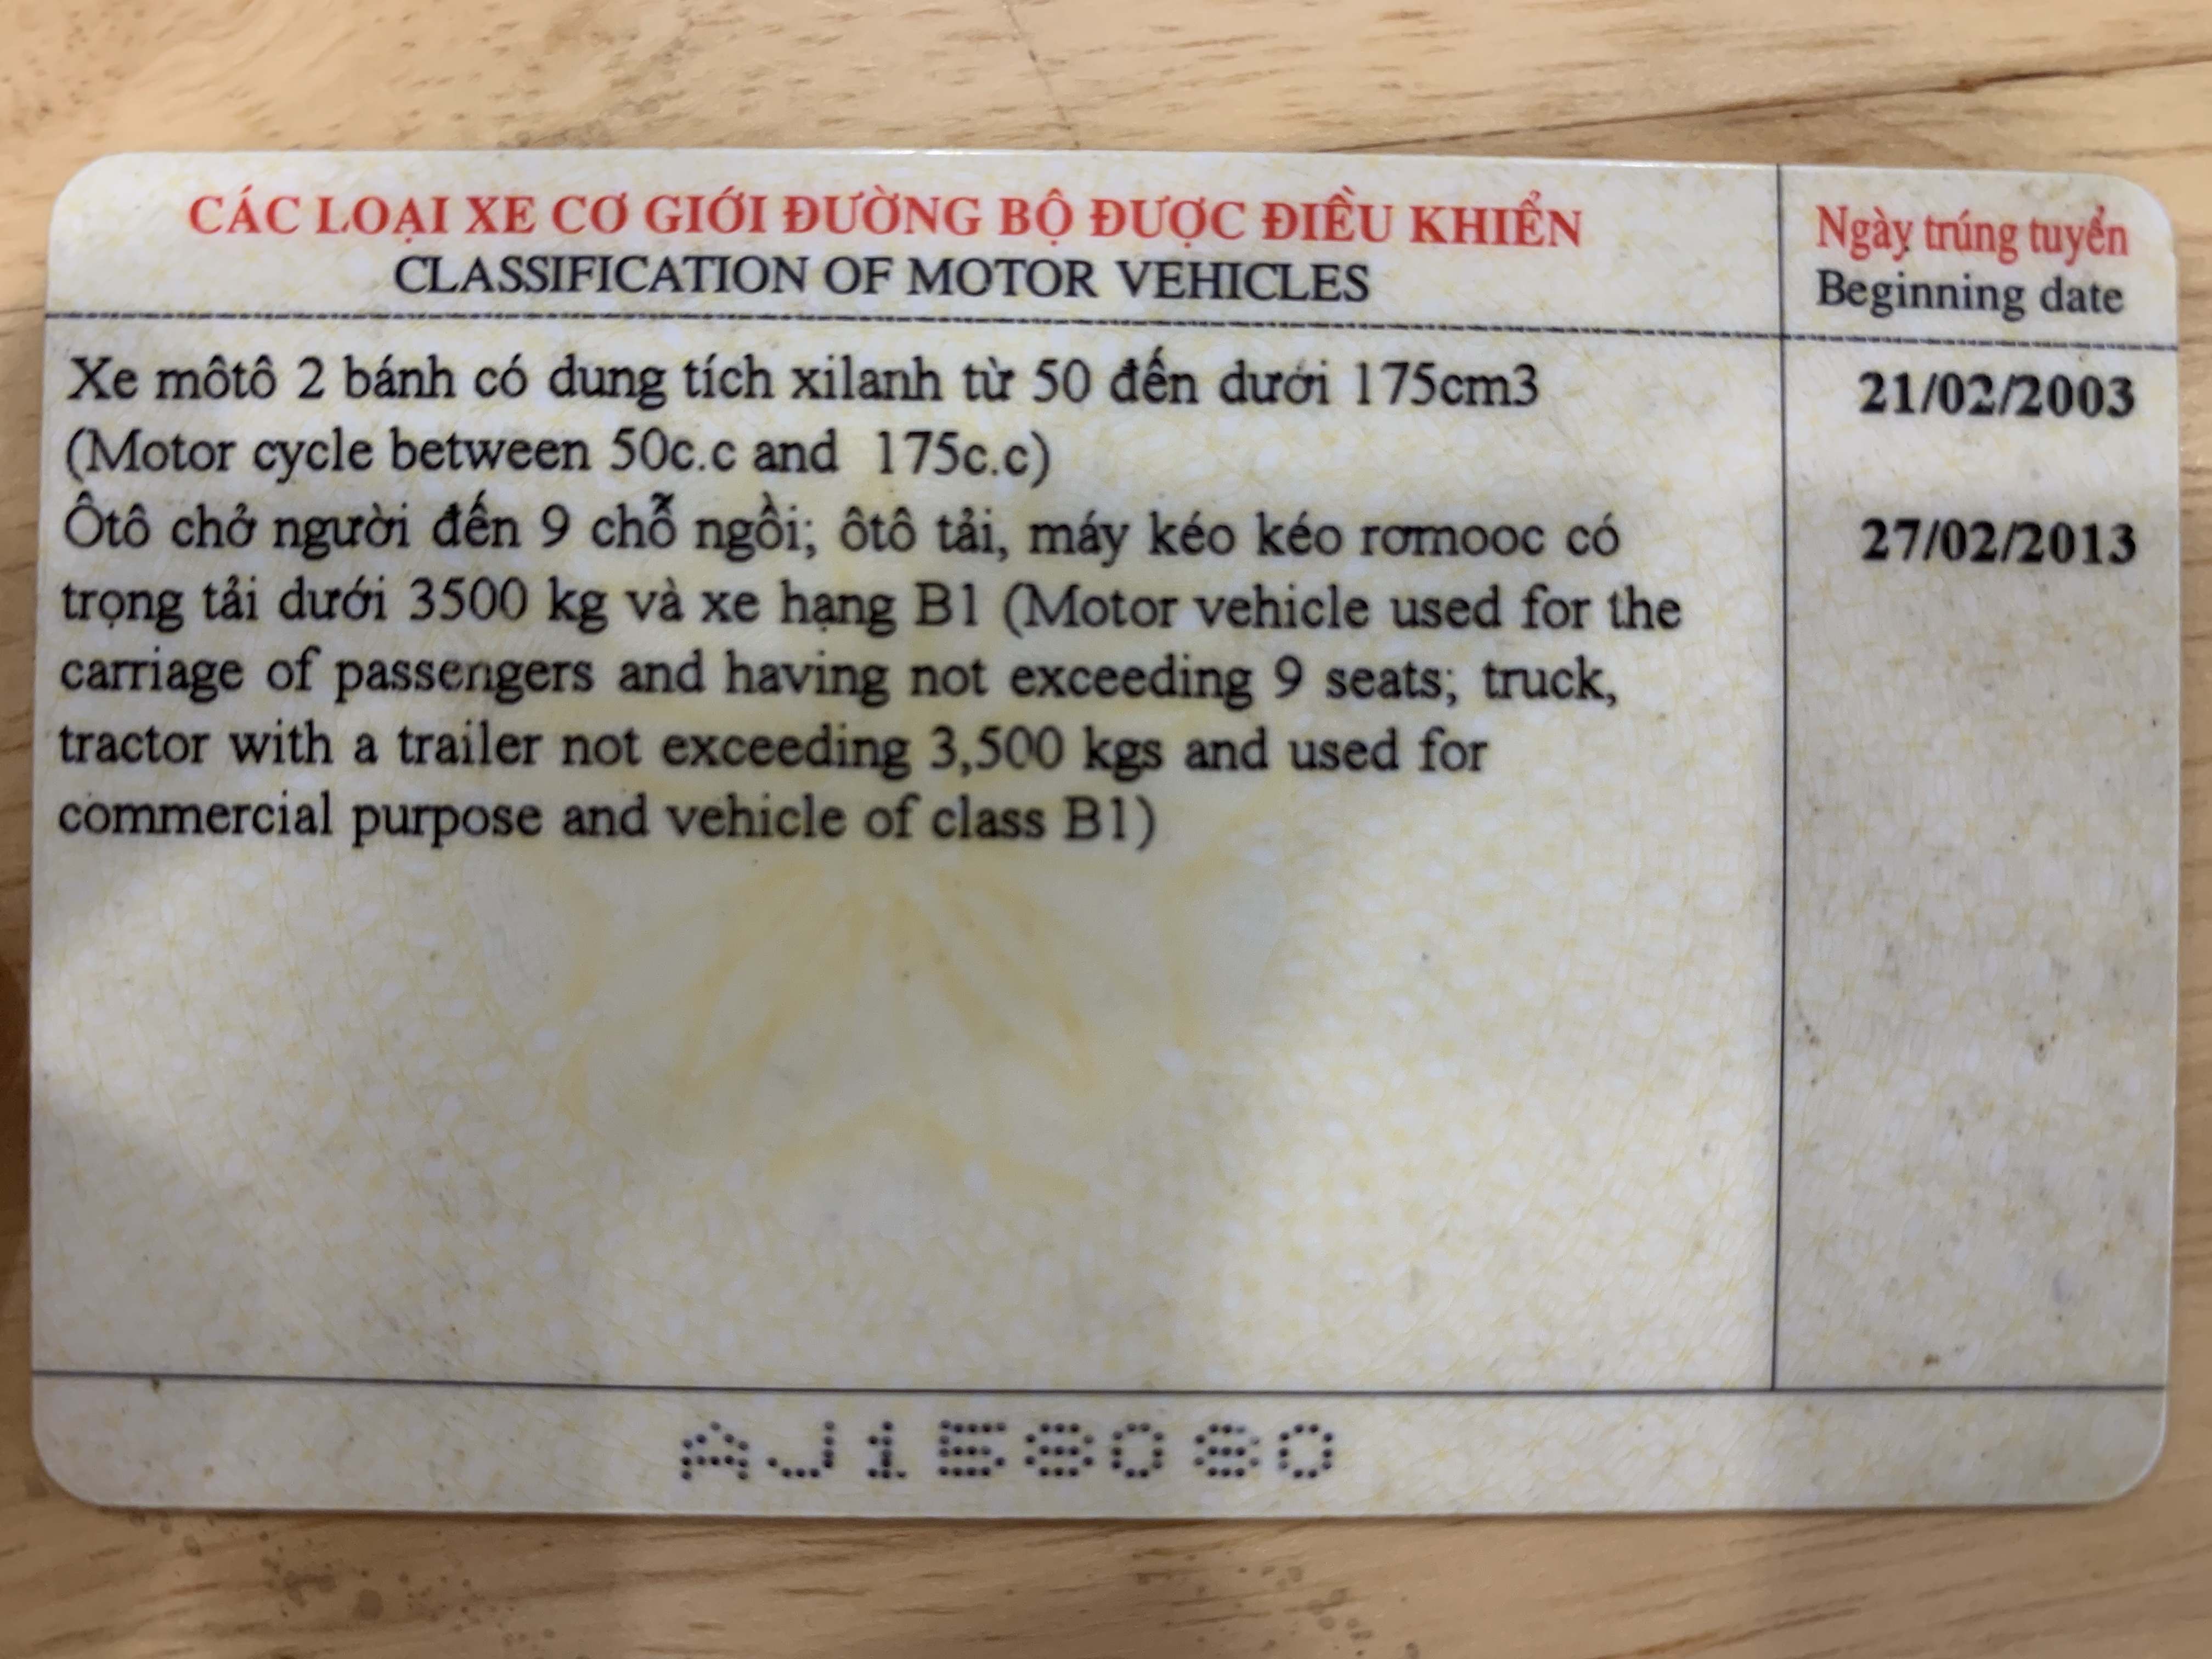 CÁC LOẠI XE CƠ GIỚI ĐƯỜNG BỘ ĐƯỢC ĐIỀU KHIỂN
CLASSIFICATION OF MOTOR VEHICLES
Ngày trúng tuyển
Beginning date
Xe môtô 2 bánh có dung tích xilanh từ 50 đến dưới 175cm3
21/02/2003
(Motor cycle between 50c.c and 175c.c)
Ôtô chở người đến 9 chỗ ngồi; ôtô tải, máy kéo kéo rơmooc có
27/02/2013
trọng tải dưới 3500 kg và xe hạng B1 (Motor vehicle used for the
carriage of passengers and having not exceeding 9 seats; truck,
tractor with a trailer not exceeding 3,500 kgs and used for
commercial purpose and vehicle of class B1)
AJ158080